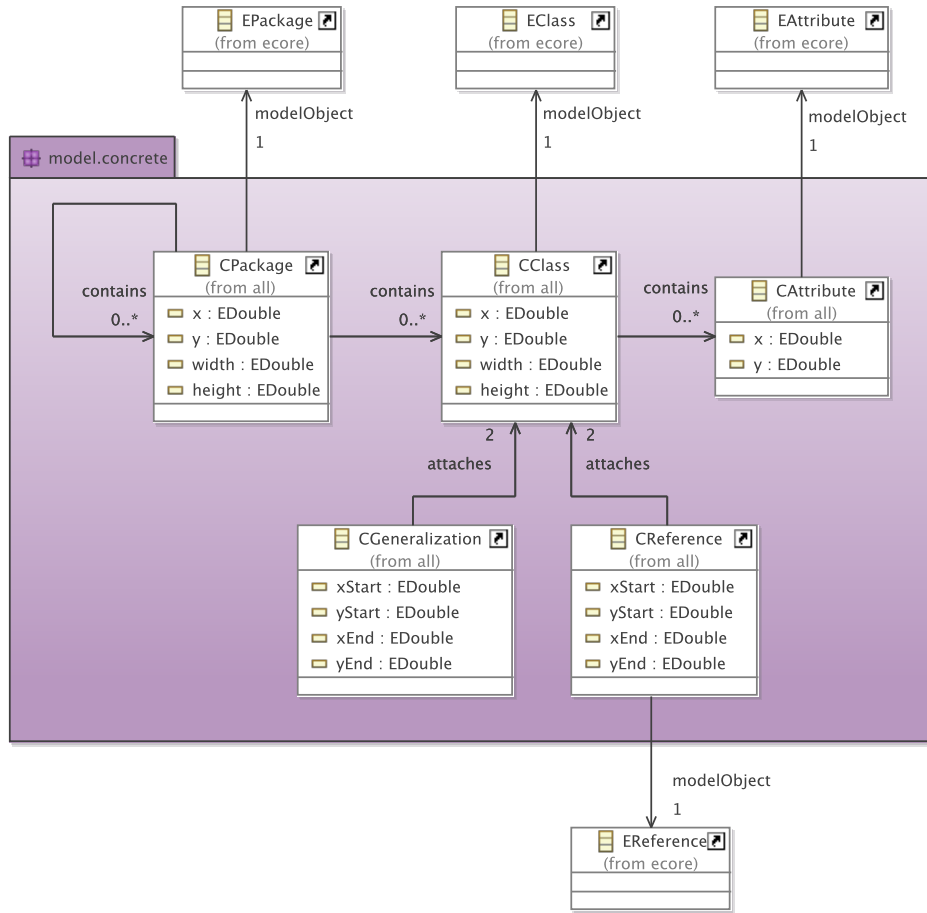 EPackage
(from ecore)
EClass
(from ecore)
EAttribute
(from ecore)
modelObject
1
modelObject
1
modelObject
1
model.concrete
contains
0..*
CPackage
(from all)
x : EDouble
y : EDouble
width : EDouble
height : EDouble
contains
0..*
CClass
(from all)
x : EDouble
y : EDouble
width : EDouble
height : EDouble
contains
0..*
CAttribute
(from all)
x : EDouble
y : EDouble
2
attaches
2
attaches
CGeneralization
(from all)
xStart : EDouble
yStart : EDouble
xEnd : EDouble
yEnd : EDouble
CReference
(from all)
xStart : EDouble
yStart : EDouble
xEnd : EDouble
yEnd : EDouble
modelObject
1
EReference
(from ecore)